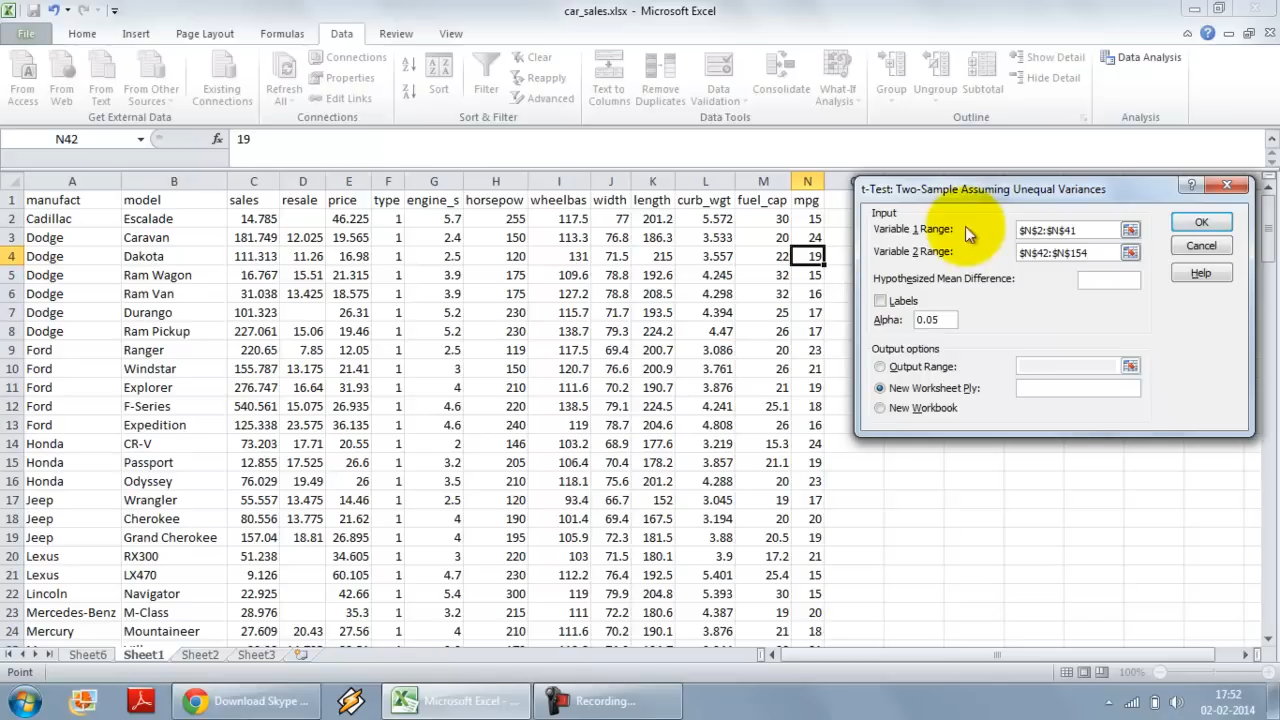 car_sales.xlsx - Microsoft Excel
File Home Insert Page Layout Formulas Data Review View
From Access
From Web
From Text
From Other Sources
Get External Data
Existing Connections
Refresh All
Connections
Properties
Edit Links
Connections
Sort
Filter
Clear
Reapply
Advanced
Sort & Filter
Text to Columns
Remove Duplicates
Data Validation
Consolidate
What-If Analysis
Data Tools
Group
Ungroup
Subtotal
Show Detail
Hide Detail
Outline
Data Analysis
Analysis
N42 fx 19
A B C D E F G H I J K L M N
1 manufact model sales resale price type engine_s horsepow wheelbas width length curb_wgt fuel_cap mpg
2 Cadillac Escalade 14.785 46.225 1 5.7 255 117.5 77 201.2 5.572 30 15
3 Dodge Caravan 181.749 12.025 19.565 1 2.4 150 113.3 76.8 186.3 3.533 20 24
4 Dodge Dakota 111.313 11.26 16.98 1 2.5 120 131 71.5 215 3.557 22 19
5 Dodge Ram Wagon 16.767 15.51 21.315 1 3.9 175 109.6 78.8 192.6 4.245 32 15
6 Dodge Ram Van 31.038 13.425 18.575 1 3.9 175 127.2 78.8 208.5 4.298 32 16
7 Dodge Durango 101.323 26.31 1 5.2 230 115.7 71.7 193.5 4.394 25 17
8 Dodge Ram Pickup 227.061 15.06 19.46 1 5.2 230 138.7 79.3 224.2 4.47 26 17
9 Ford Ranger 220.65 7.85 12.05 1 2.5 119 117.5 69.4 200.7 3.086 20 23
10 Ford Windstar 155.787 13.175 21.41 1 3 150 120.7 76.6 200.9 3.761 26 21
11 Ford Explorer 276.747 16.64 31.93 1 4 210 111.6 70.2 190.7 3.876 21 19
12 Ford F-Series 540.561 15.075 26.935 1 4.6 220 138.5 79.1 224.5 4.241 25.1 18
13 Ford Expedition 125.338 23.575 36.135 1 4.6 240 119 78.7 204.6 4.808 26 16
14 Honda CR-V 73.203 17.71 20.55 1 2 146 103.2 68.9 177.6 3.219 15.3 24
15 Honda Passport 12.855 17.525 26.6 1 3.2 205 106.4 70.4 178.2 3.857 21.1 19
16 Honda Odyssey 76.029 19.49 26 1 3.5 210 118.1 75.6 201.2 4.288 20 23
17 Jeep Wrangler 55.557 13.475 14.46 1 2.5 120 93.4 66.7 152 3.045 19 17
18 Jeep Cherokee 80.556 13.775 21.62 1 4 190 101.4 69.4 167.5 3.194 20 20
19 Jeep Grand Cherokee 157.04 18.81 26.895 1 4 195 105.9 72.3 181.5 3.88 20.5 19
20 Lexus RX300 51.238 34.605 1 3 220 103 71.5 180.1 3.9 17.2 21
21 Lexus LX470 9.126 60.105 1 4.7 230 112.2 76.4 192.5 5.401 25.4 15
22 Lincoln Navigator 22.925 42.66 1 5.4 300 119 79.9 204.8 5.393 30 15
23 Mercedes-Benz M-Class 28.976 35.3 1 3.2 215 111 72.2 180.6 4.387 19 20
24 Mercury Mountaineer 27.609 20.43 27.56 1 4 210 111.6 70.2 190.1 3.876 21 18
t-Test: Two-Sample Assuming Unequal Variances
Input
Variable 1 Range: $N$2:$N$41
Variable 2 Range: $N$42:$N$154
Hypothesized Mean Difference:
Labels
Alpha: 0.05
Output options
Output Range:
New Worksheet Ply:
New Workbook
OK
Cancel
Help
Sheet6 Sheet1 Sheet2 Sheet3
Point 100%
Download Skype ... Microsoft Excel - ... Recording...
17:52
02-02-2014